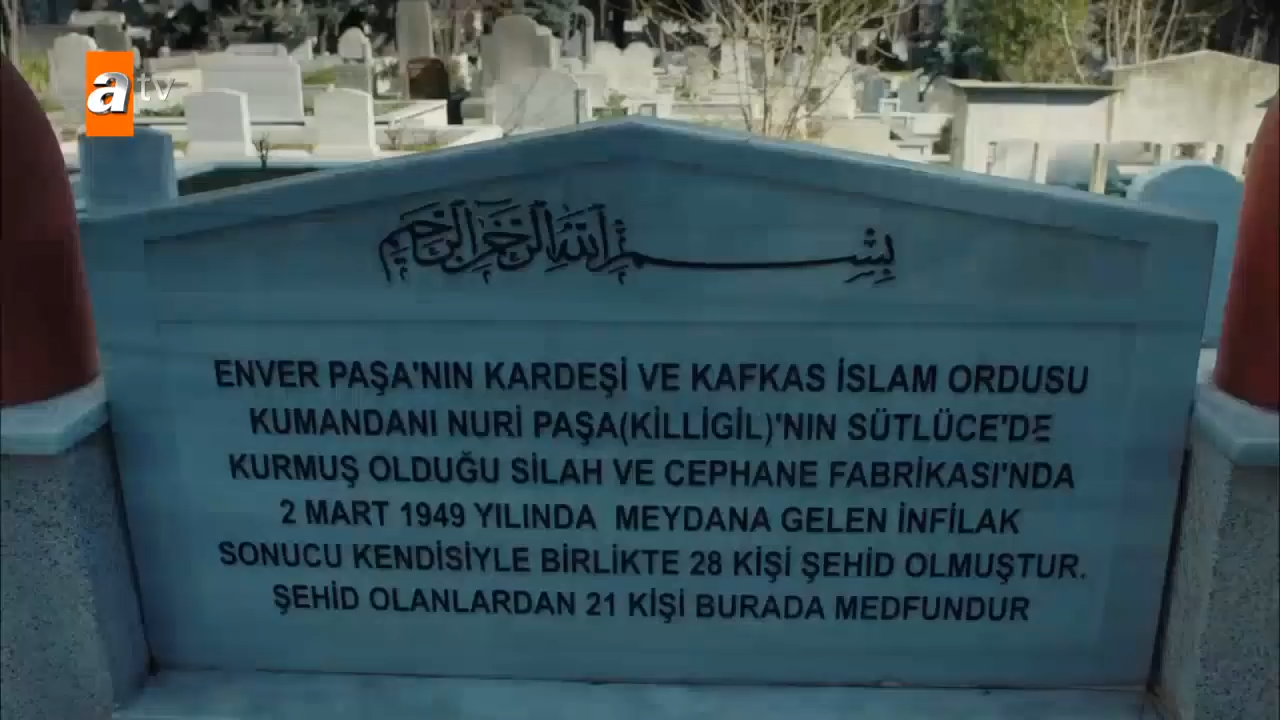 atv
بسم الله الرحمن الرحيم
ENVER PAŞA'NIN KARDEŞİ VE KAFKAS İSLAM ORDUSU
KUMANDANI NURİ PAŞA(KİLLİGİL)'NIN SÜTLÜCE'DE
KURMUŞ OLDUĞU SİLAH VE CEPHANE FABRİKASI'NDA
2 MART 1949 YILINDA MEYDANA GELEN İNFİLAK
SONUCU KENDİSİYLE BİRLİKTE 28 KİŞİ ŞEHİD OLMUŞTUR.
ŞEHİD OLANLARDAN 21 KİŞİ BURADA MEDFUNDUR